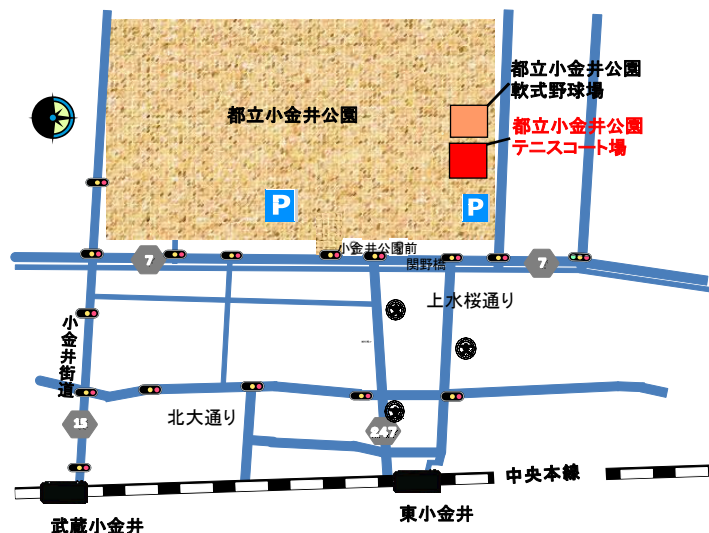 都立小金井公園
軟式野球場
都立小金井公園
都立小金井公園
テニスコート場
P
P
小金井公園前
関野橋
7
7
上水桜通り
小金井街道
北大通り
15
247
中央本線
東小金井
武蔵小金井